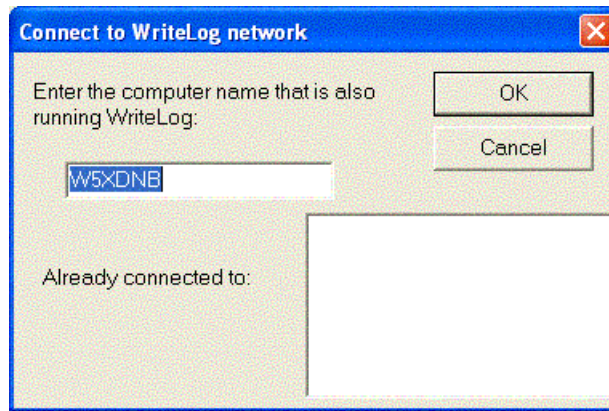 Connect to WriteLog network
Enter the computer name that is also
running WriteLog:
OK
Cancel
W5XDNB
Already connected to: